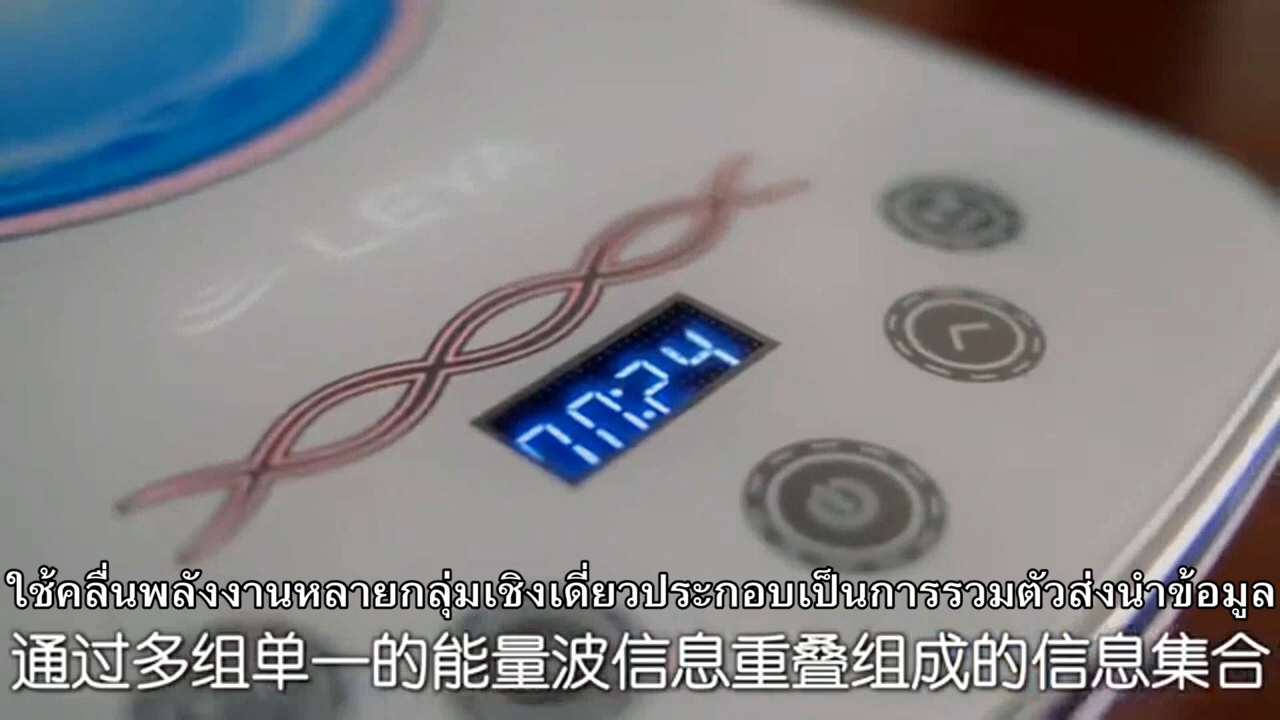 LEVA
ใช้คลื่นพลังงานหลายกลุ่มเชิงเดี่ยวประกอบเป็นการรวมตัวส่งนำข้อมูล
通过多组单一的能量波信息重叠组成的信息集合